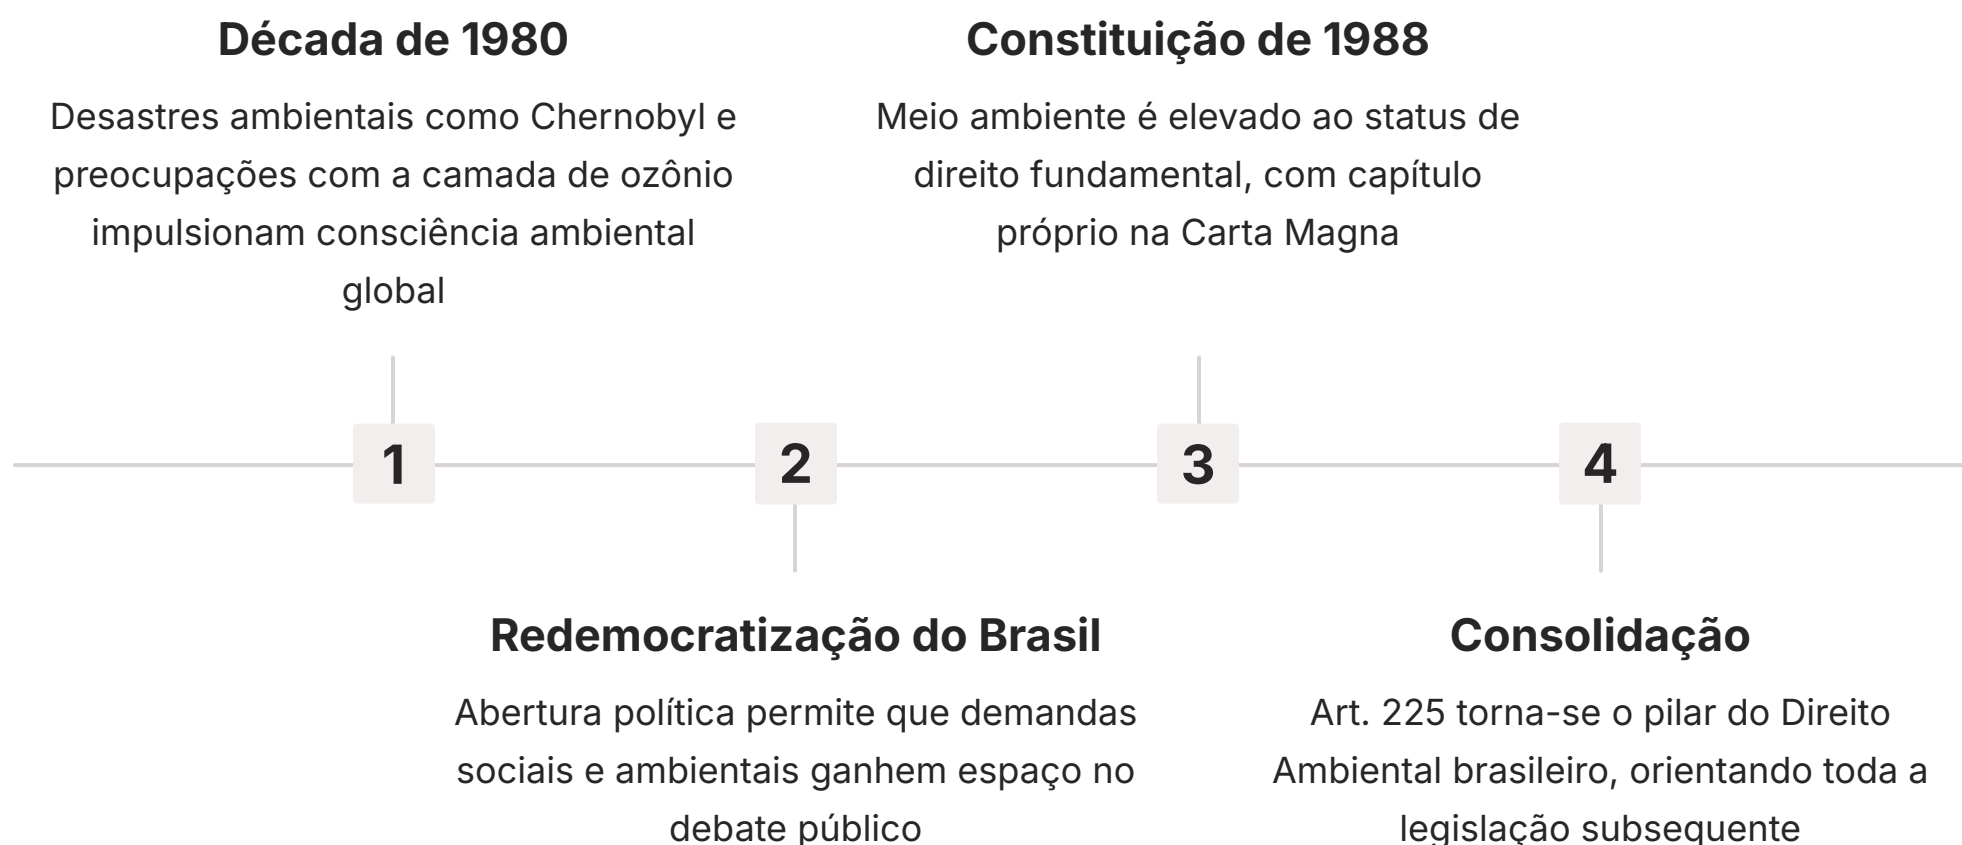 Década de 1980
Desastres ambientais como Chernobyl e
preocupações com a camada de ozônio
impulsionam consciência ambiental
global
Constituição de 1988
Meio ambiente é elevado ao status de
direito fundamental, com capítulo
próprio na Carta Magna
1
2
3
4
Redemocratização do Brasil
Abertura política permite que demandas
sociais e ambientais ganhem espaço no
debate público
Consolidação
Art. 225 torna-se o pilar do Direito
Ambiental brasileiro, orientando toda a
legislação subsequente